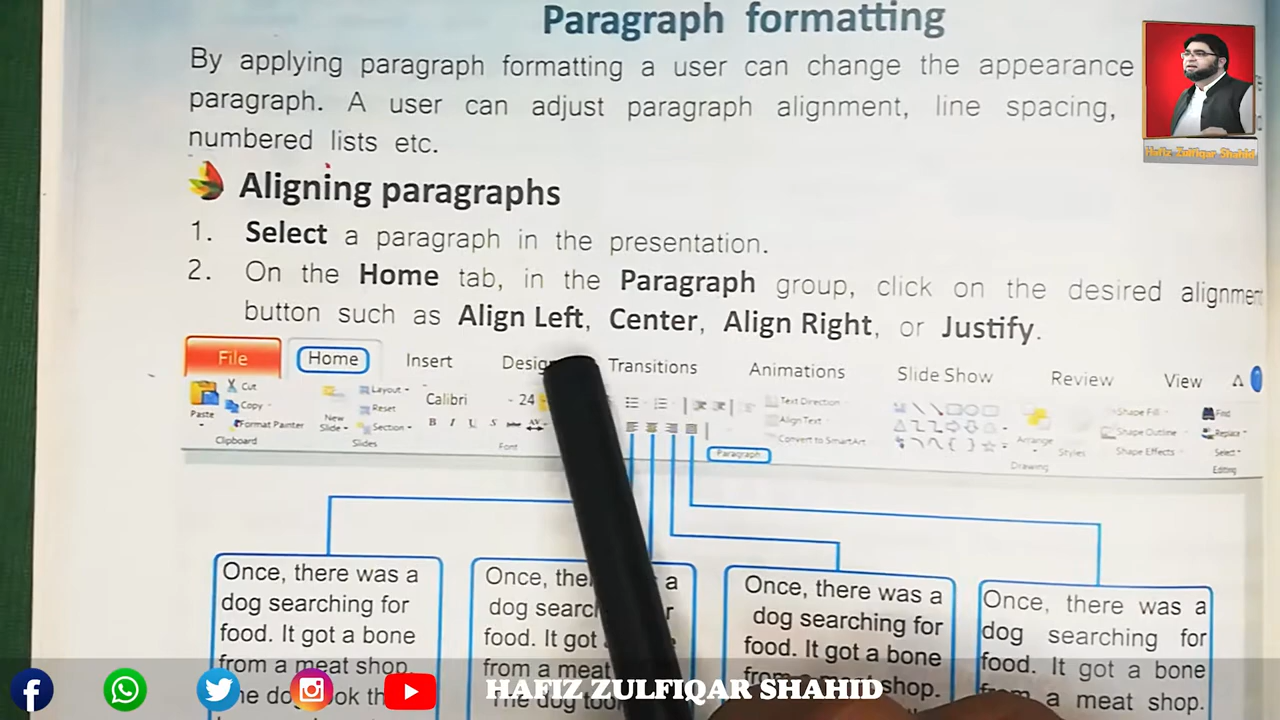 Paragraph formatting
By applying paragraph formatting a user can change the appearance
paragraph. A user can adjust paragraph alignment, line spacing,
numbered lists etc.
Hafiz Zulfiqar Shahid
Aligning paragraphs
1. Select a paragraph in the presentation.
2. On the Home tab, in the Paragraph group, click on the desired alignment
button such as Align Left, Center, Align Right, or Justify.
File Home Insert Design Transitions Animations Slide Show Review View
Cut
Copy
Format Painter
Paste
Clipboard
New
Slide
Layout
Reset
Section
Slides
Calibri 24
B I U S abc AV
Font
Paragraph
Text Direction
Align Text
Convert to SmartArt
Arrange
Styles
Shape Fill
Shape Outline
Shape Effects
Drawing
Find
Replace
Select
Editing
Once, there was a
dog searching for
food. It got a bone
from a meat shop.
Once, a
dog
food. It got
from a meat
The dog
Once, there was a
dog searching for
food. It got a bone
shop.
Once, there was a
dog searching for
food. It got a bone
a meat shop.
HAFIZ ZULFIQAR SHAHID